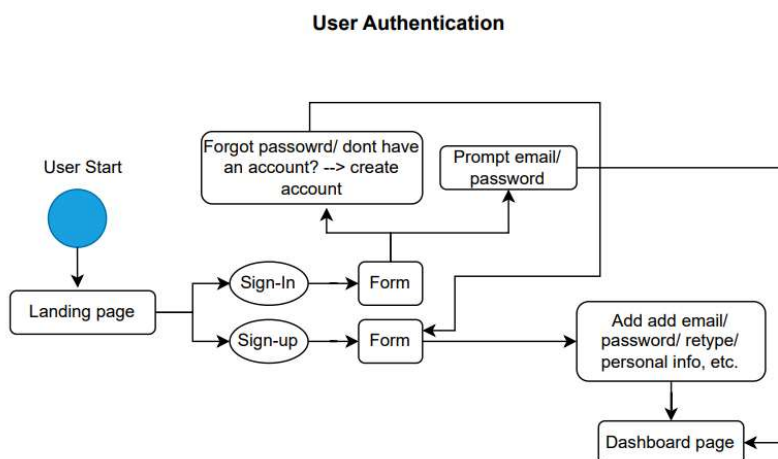 User Authentication
Forgot passowrd/ dont have
an account? --> create
account
Prompt email/
password
User Start
Sign-In
Form
Landing page
Sign-up
Form
Add add email/
password/ retype/
personal info, etc.
Dashboard page